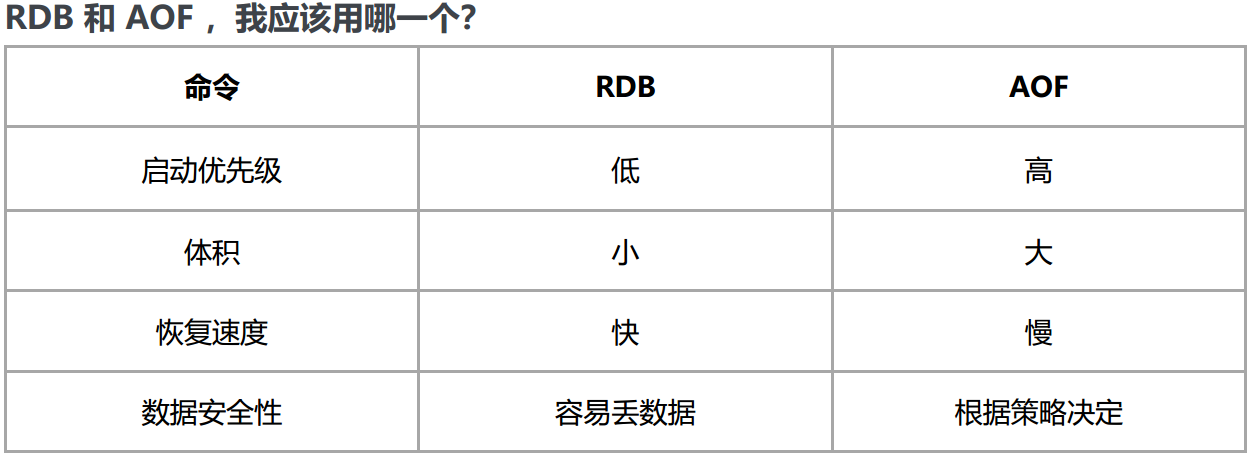 RDB 和 AOF ，我应该用哪一个？
命令 RDB AOF
启动优先级 低 高
体积 小 大
恢复速度 快 慢
数据安全性 容易丢数据 根据策略决定